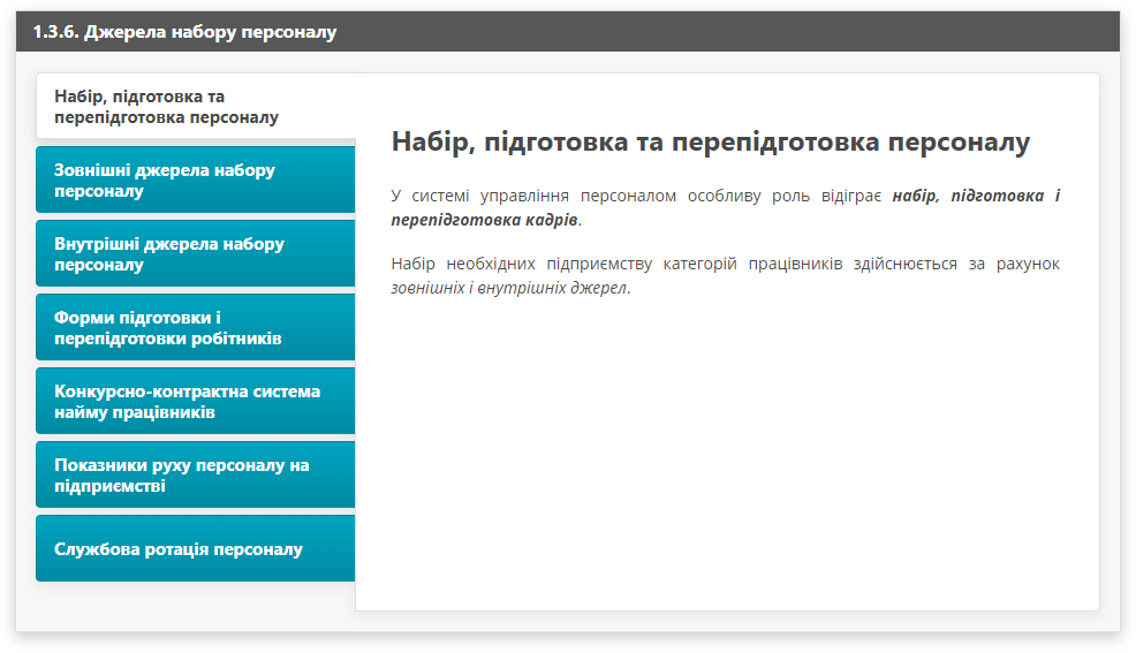 1.3.6. Джерела набору персоналу
Набір, підготовка та
перепідготовка персоналу
Зовнішні джерела набору
персоналу
Внутрішні джерела набору
персоналу
Форми підготовки і
перепідготовки робітників
Конкурсно-контрактна система
найму працівників
Показники руху персоналу на
підприємстві
Службова ротація персоналу
Набір, підготовка та перепідготовка персоналу
У системі управління персоналом особливу роль відіграє набір, підготовка і
перепідготовка кадрів.
Набір необхідних підприємству категорій працівників здійснюється за рахунок
зовнішніх і внутрішніх джерел.